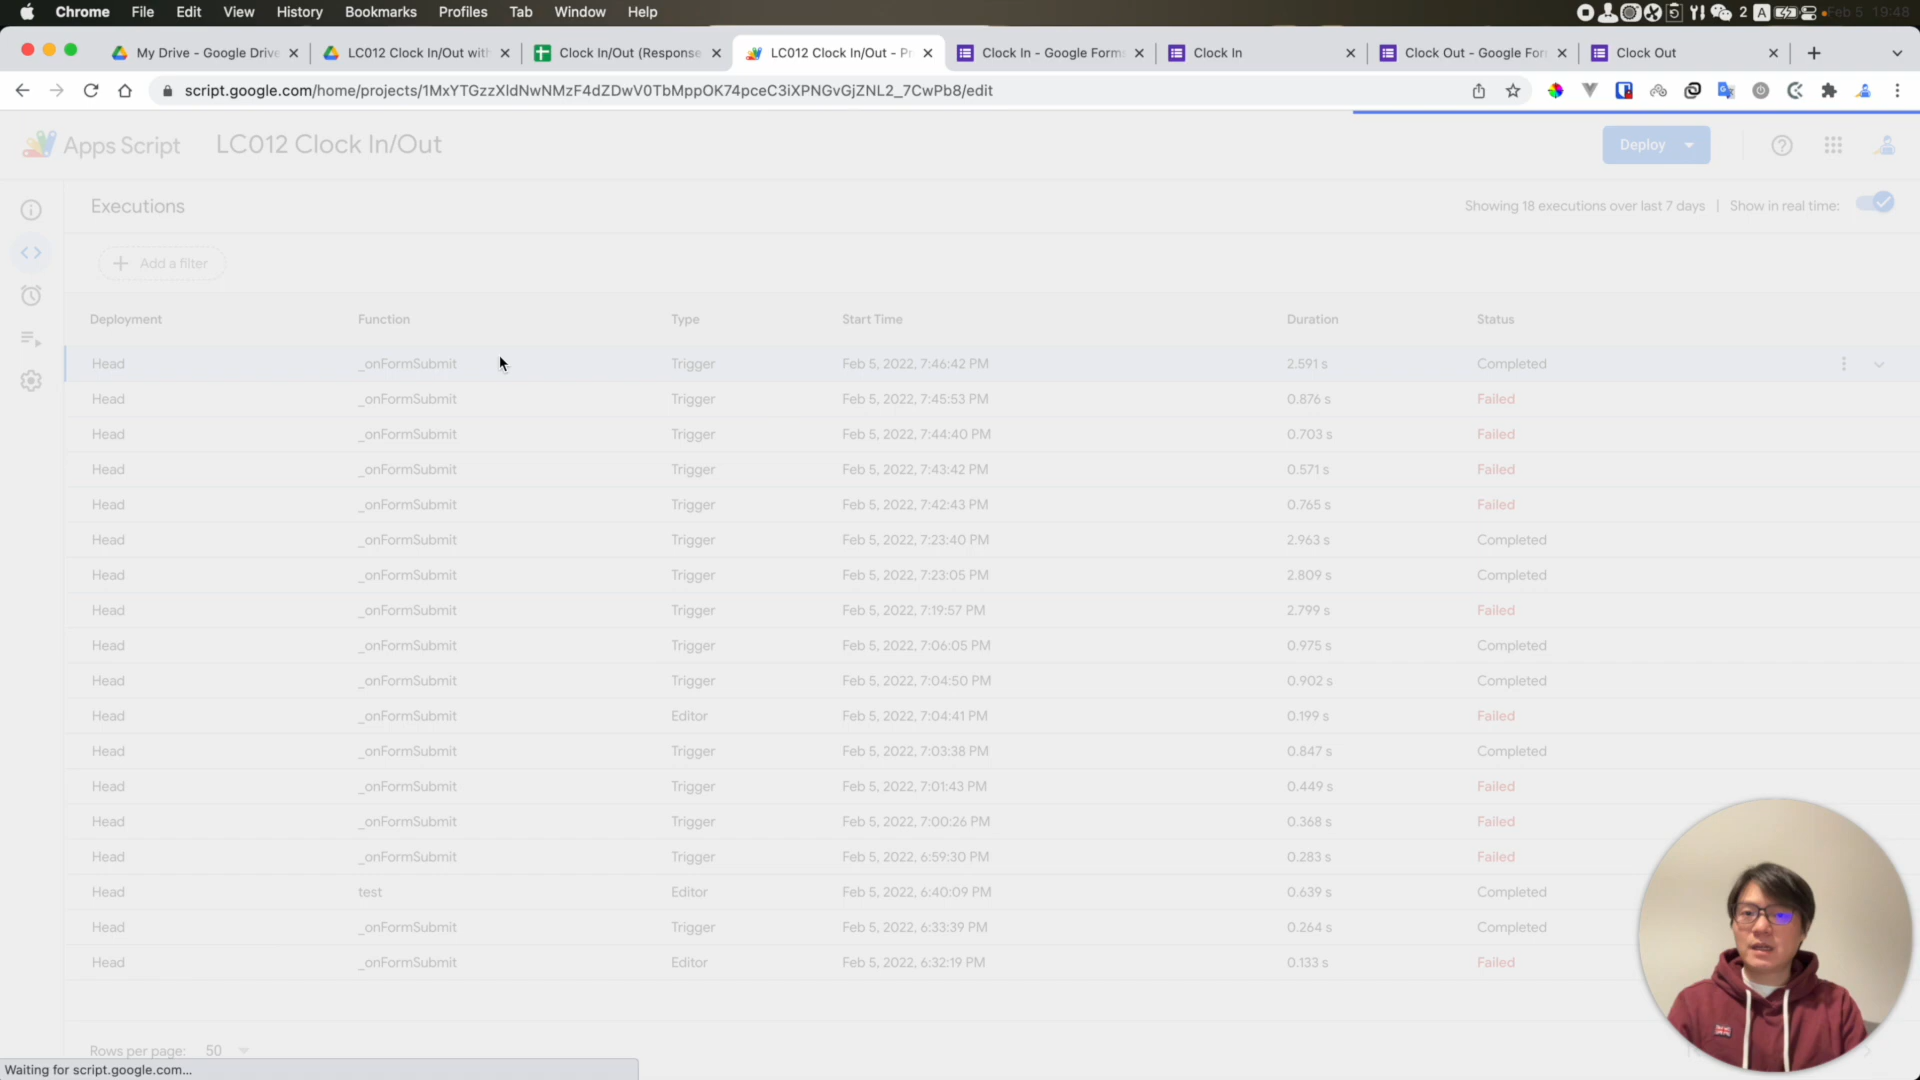 Chrome File Edit View History Bookmarks Profiles Tab Window Help 2 A Feb 5 19:48
My Drive - Google Drive LC012 Clock In/Out with Clock In/Out (Response LC012 Clock In/Out - Pr Clock In - Google Forms Clock In Clock Out - Google For Clock Out
script.google.com/home/projects/1MxYTGzzXldNwNMzF4dZDwV0TbMppOK74pceC3iXPNGvGjZNL2_7CwPb8/edit
Apps Script LC012 Clock In/Out Deploy
Executions Showing 18 executions over last 7 days | Show in real time:
+ Add a filter
Deployment Function Type Start Time Duration Status
Head _onFormSubmit Trigger Feb 5, 2022, 7:46:42 PM 2.591 s Completed
Head _onFormSubmit Trigger Feb 5, 2022, 7:45:53 PM 0.876 s Failed
Head _onFormSubmit Trigger Feb 5, 2022, 7:44:40 PM 0.703 s Failed
Head _onFormSubmit Trigger Feb 5, 2022, 7:43:42 PM 0.571 s Failed
Head _onFormSubmit Trigger Feb 5, 2022, 7:42:43 PM 0.765 s Failed
Head _onFormSubmit Trigger Feb 5, 2022, 7:23:40 PM 2.963 s Completed
Head _onFormSubmit Trigger Feb 5, 2022, 7:23:05 PM 2.809 s Completed
Head _onFormSubmit Trigger Feb 5, 2022, 7:19:57 PM 2.799 s Failed
Head _onFormSubmit Trigger Feb 5, 2022, 7:06:05 PM 0.975 s Completed
Head _onFormSubmit Trigger Feb 5, 2022, 7:04:50 PM 0.902 s Completed
Head _onFormSubmit Editor Feb 5, 2022, 7:04:41 PM 0.199 s Failed
Head _onFormSubmit Trigger Feb 5, 2022, 7:03:38 PM 0.847 s Completed
Head _onFormSubmit Trigger Feb 5, 2022, 7:01:43 PM 0.449 s Failed
Head _onFormSubmit Trigger Feb 5, 2022, 7:00:26 PM 0.368 s Failed
Head _onFormSubmit Trigger Feb 5, 2022, 6:59:30 PM 0.283 s Failed
Head test Editor Feb 5, 2022, 6:40:09 PM 0.639 s Completed
Head _onFormSubmit Trigger Feb 5, 2022, 6:33:39 PM 0.264 s Completed
Head _onFormSubmit Editor Feb 5, 2022, 6:32:19 PM 0.133 s Failed
Rows per page: 50
Waiting for script.google.com...